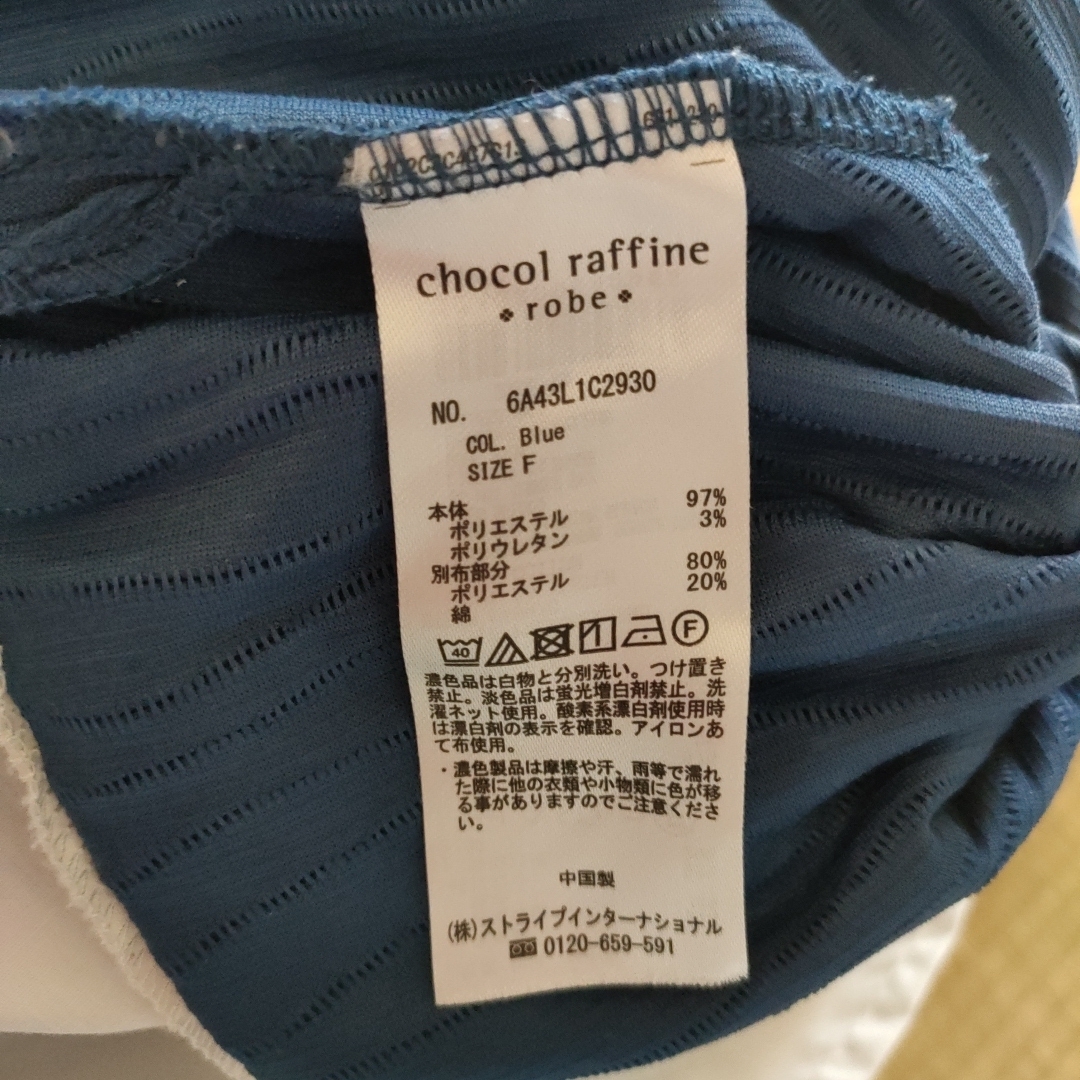 chocol raffine
robe
NO. 6A43L1C2930
COL. Blue
SIZE F
本体
ポリエステル 97%
ポリウレタン 3%
別布部分
ポリエステル 80%
綿 20%
40 F
濃色品は白物と分別洗い。つけ置き
禁止。淡色品は蛍光増白剤禁止。洗
濯ネット使用。酸素系漂白剤使用時
は漂白剤の表示を確認。アイロンあ
て布使用。
・濃色製品は摩擦や汗、雨等で濡れ
た際に他の衣類や小物類に色が移
る事がありますのでご注意くださ
い。
中国製
(株)ストライプインターナショナル
0120-659-591